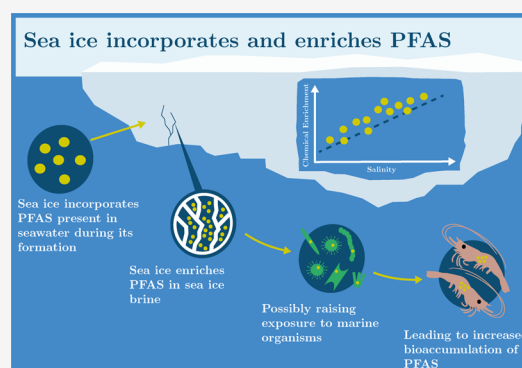 Sea ice incorporates and enriches PFAS
Chemical Enrichment
Salinity
Sea ice incorporates
PFAS present in
seawater during its
formation
Sea ice enriches
PFAS in sea ice
brine
Possibly raising
exposure to marine
organisms
Leading to increase
bioaccumulation of
PFAS